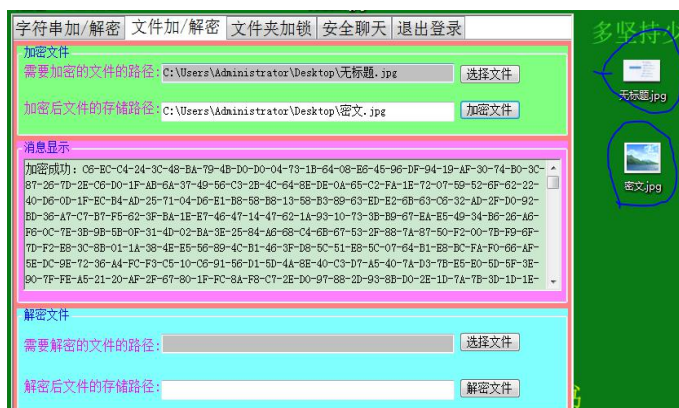 字符串加/解密 文件加/解密 文件夹加锁 安全聊天 退出登录
多坚持少
加密文件
需要加密的文件的路径: C:\Users\Administrator\Desktop\无标题.jpg 选择文件
无标题.jpg
加密后文件的存储路径: C:\Users\Administrator\Desktop\密文.jpg 加密文件
消息显示
加密成功: C6-EC-C4-24-3C-48-BA-79-4B-D0-D0-04-73-1B-64-08-E6-45-96-DF-94-19-AF-30-74-B0-3C-
87-26-7D-2E-C6-D0-1F-AB-6A-37-49-56-C3-2B-4C-64-8E-DE-0A-65-C2-FA-1E-72-07-59-52-6F-62-22-
密文.jpg
40-D6-0D-1F-EC-B4-AD-25-71-04-D6-E1-B8-58-B8-13-58-B3-89-63-ED-E2-6B-63-C6-32-AD-2F-D0-92-
BD-36-A7-C7-B7-F5-62-3F-BA-1E-E7-46-47-14-47-62-1A-93-10-73-3B-B9-67-EA-E5-49-34-B6-26-A6-
F6-0C-7E-3B-9B-5B-0F-31-4D-02-BA-3E-25-84-A6-68-C4-6B-67-53-2F-88-7A-87-50-F2-00-7B-F9-6F-
7D-F2-E8-3C-8B-01-1A-38-4E-E5-56-89-4C-B1-46-3F-D8-5C-51-E8-5C-07-64-B1-E8-BC-FA-F0-66-AF-
5E-DC-9E-72-36-A4-FC-F3-C5-10-C6-91-56-D1-5D-4A-8E-40-C3-D7-A5-40-7A-D3-7B-E5-E0-5D-5F-3E-
90-7F-FE-A5-21-20-AF-2F-67-80-1F-FC-8A-F8-C7-2E-D0-97-88-2D-93-8B-D0-2E-1D-7A-7B-3D-1D-1E-
解密文件
需要解密的文件的路径: 选择文件
解密后文件的存储路径: 解密文件